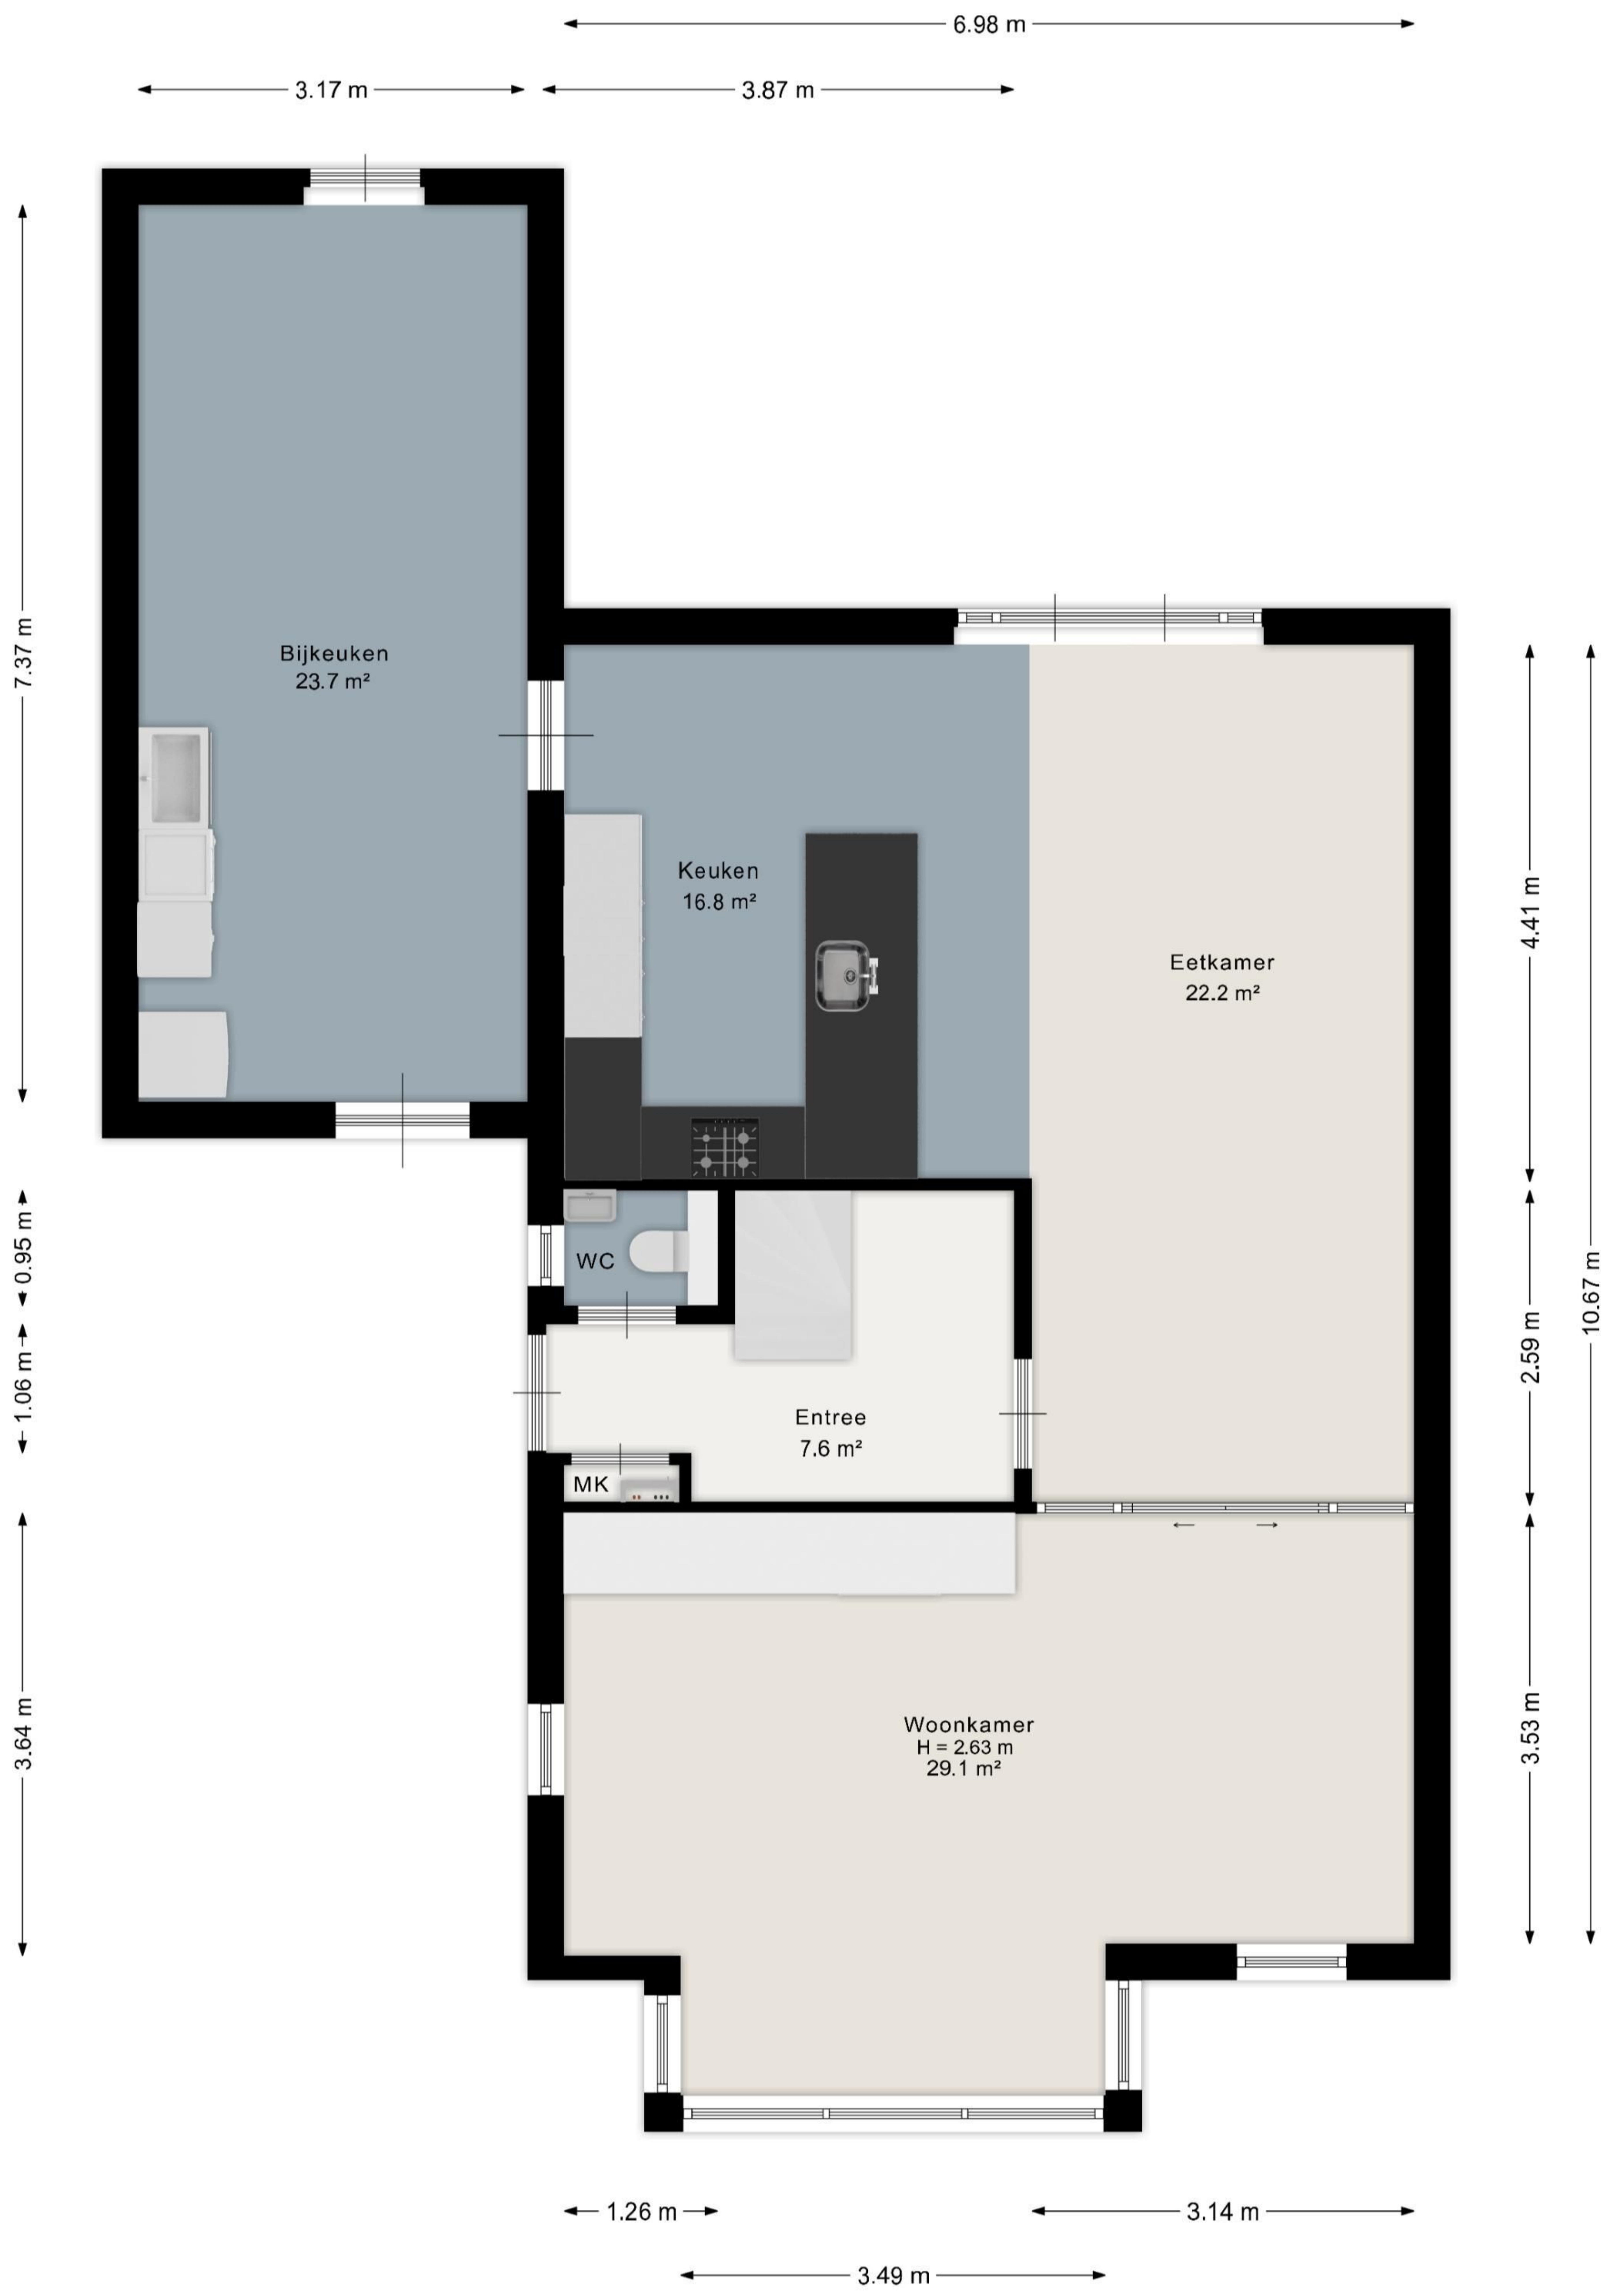 6.98 m
3.17 m
3.87 m
7.37 m
Bijkeuken
23.7 m²
Keuken
16.8 m²
4.41 m
Eetkamer
22.2 m²
0.95 m
WC
10.67 m
2.59 m
1.06 m
Entree
7.6 m²
MK
3.64 m
Woonkamer
H = 2.63 m
29.1 m²
3.53 m
1.26 m
3.14 m
3.49 m